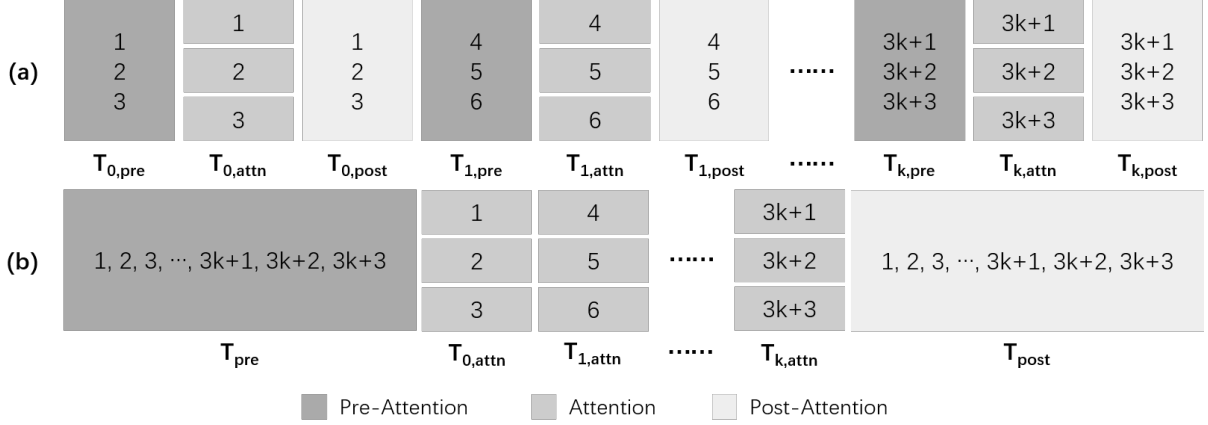 (a)
1 2 3
1
2
3
1 2 3
4 5 6
4
5
6
4 5 6
······
3k+1 3k+2 3k+3
3k+1
3k+2
3k+3
3k+1 3k+2 3k+3
T0,pre T0,attn T0,post T1,pre T1,attn T1,post ······ Tk,pre Tk,attn Tk,post
(b)
1, 2, 3, ···, 3k+1, 3k+2, 3k+3
1
2
3
4
5
6
······
3k+1
3k+2
3k+3
1, 2, 3, ···, 3k+1, 3k+2, 3k+3
Tpre T0,attn T1,attn ······ Tk,attn Tpost
Pre-Attention Attention Post-Attention